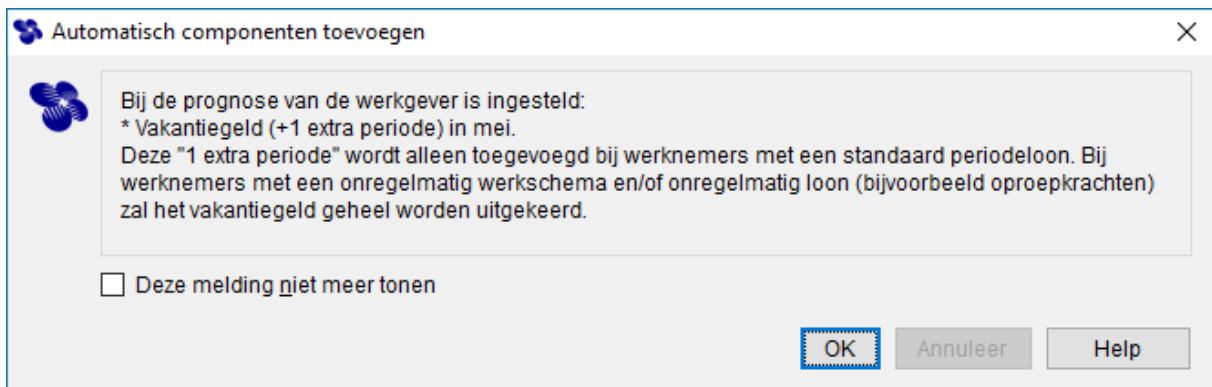 Automatisch componenten toevoegen
Bij de prognose van de werkgever is ingesteld:
* Vakantiegeld (+1 extra periode) in mei.
Deze "1 extra periode" wordt alleen toegevoegd bij werknemers met een standaard periodeloon. Bij
werknemers met een onregelmatig werkschema en/of onregelmatig loon (bijvoorbeeld oproepkrachten)
zal het vakantiegeld geheel worden uitgekeerd.
Deze melding niet meer tonen
OK Annuleer Help